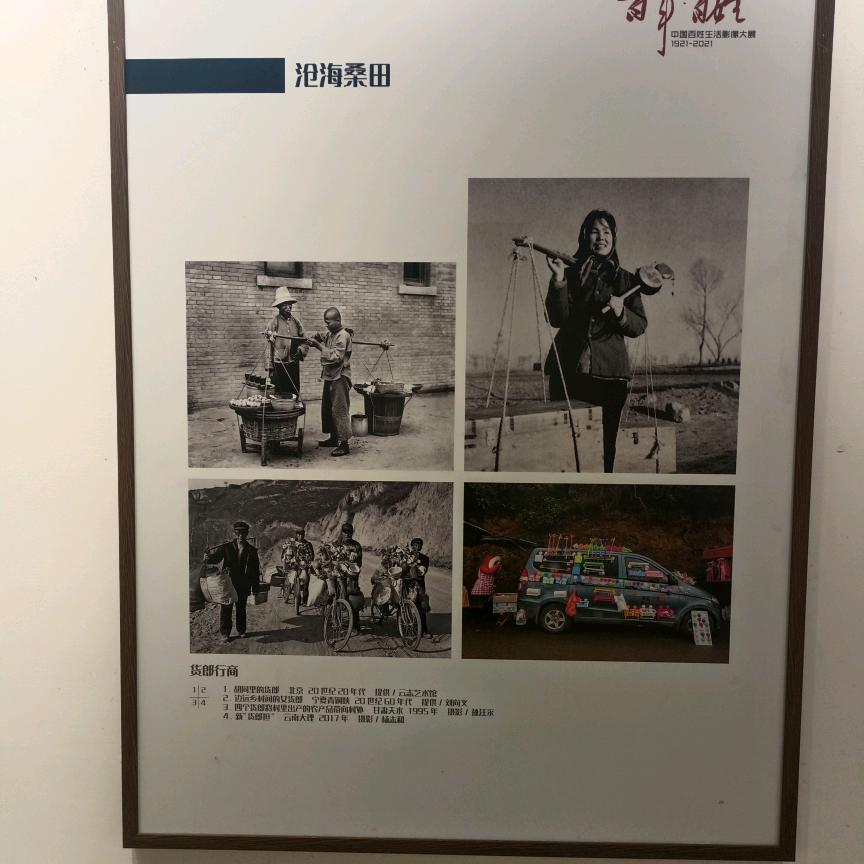 百年·百姓
中国百姓生活影像大展
1921-2021
沧海桑田
货郎行商
1 2
3 4
1. 胡同里的货郎 北京 20世纪20年代 提供 / 云志艺术馆
2. 边远乡村间的女货郎 宁夏青铜峡 20世纪60年代 提供 / 刘向文
3. 四个货郎将村里出产的农产品带向城乡 甘肃天水 1995年 摄影 /
4. 新“货郎担” 云南大理 2017年 摄影 / 杨志和